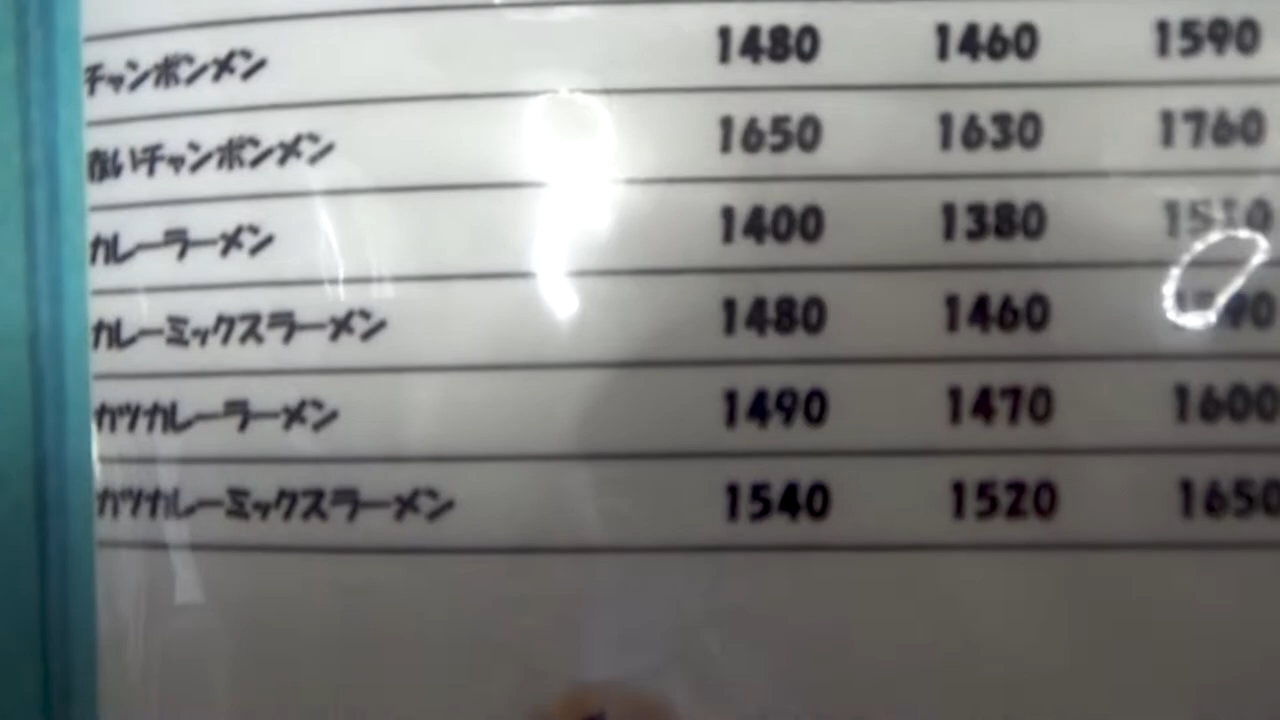 チャンポンメン 1480 1460 1590
チャンポンメン 1650 1630 1760
カレーラーメン 1400 1380 1510
カレーミックスラーメン 1480 1460
カツカレーラーメン 1490 1470 1600
カツカレーミックスラーメン 1540 1520 1650